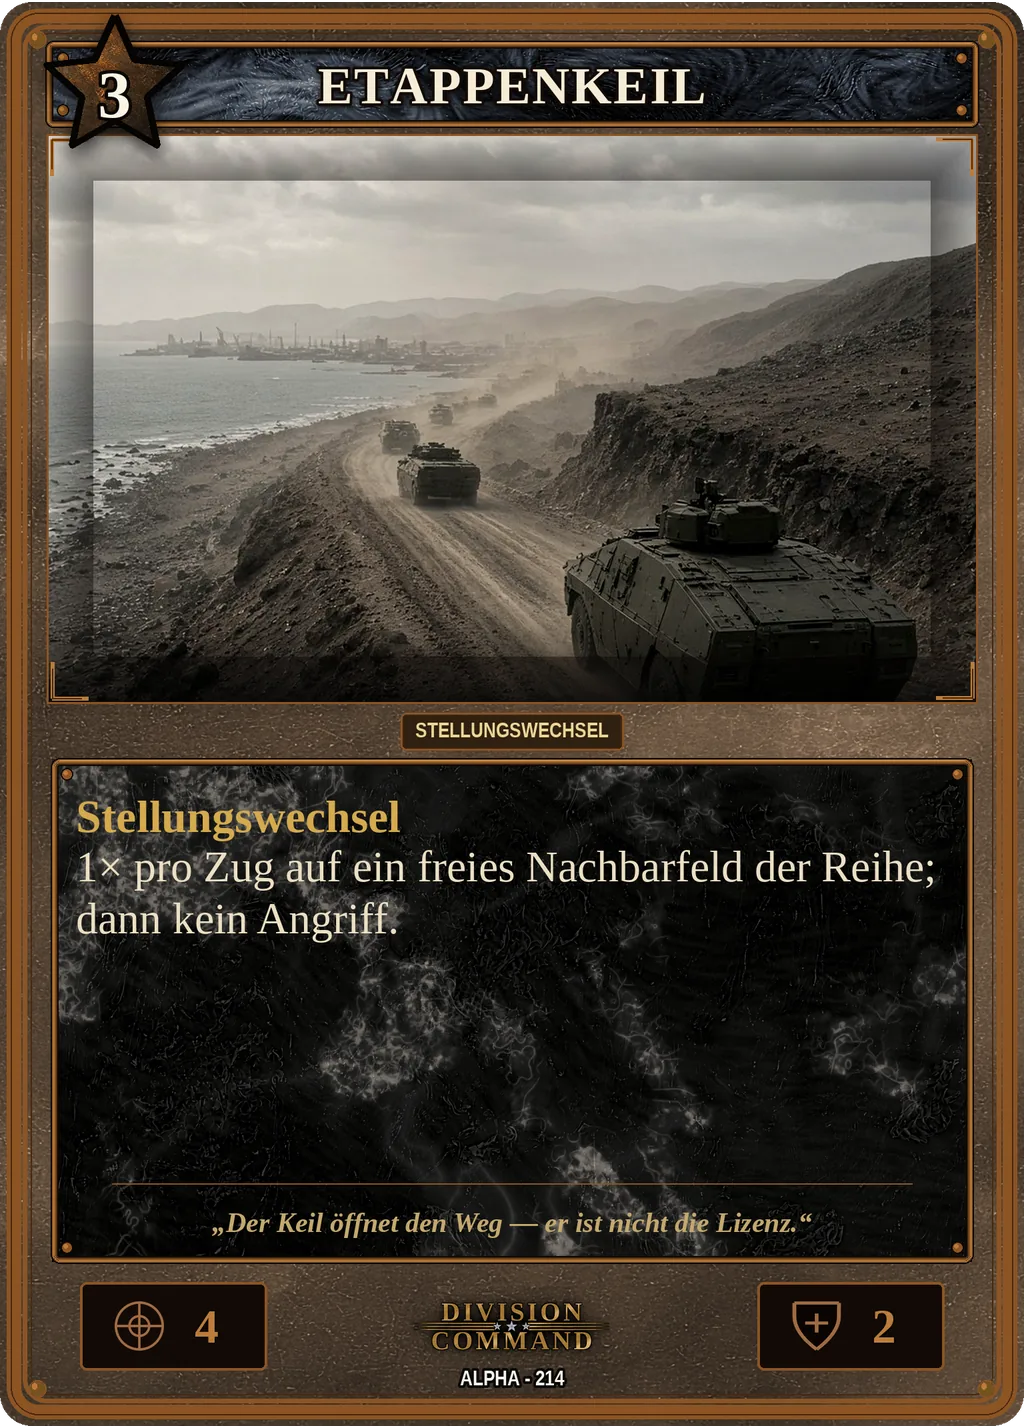 3
ETAPPENKEIL
STELLUNGSWECHSEL
Stellungswechsel
1× pro Zug auf ein freies Nachbarfeld der Reihe;
dann kein Angriff.
„Der Keil öffnet den Weg — er ist nicht die Lizenz.“
4
DIVISION
COMMAND
2
ALPHA - 214